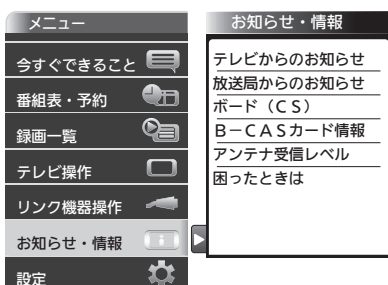 メニュー
今すぐできること
番組表・予約
録画一覧
テレビ操作
リンク機器操作
お知らせ・情報
設定
お知らせ・情報
テレビからのお知らせ
放送局からのお知らせ
ボード（ＣＳ）
Ｂ－ＣＡＳカード情報
アンテナ受信レベル
困ったときは